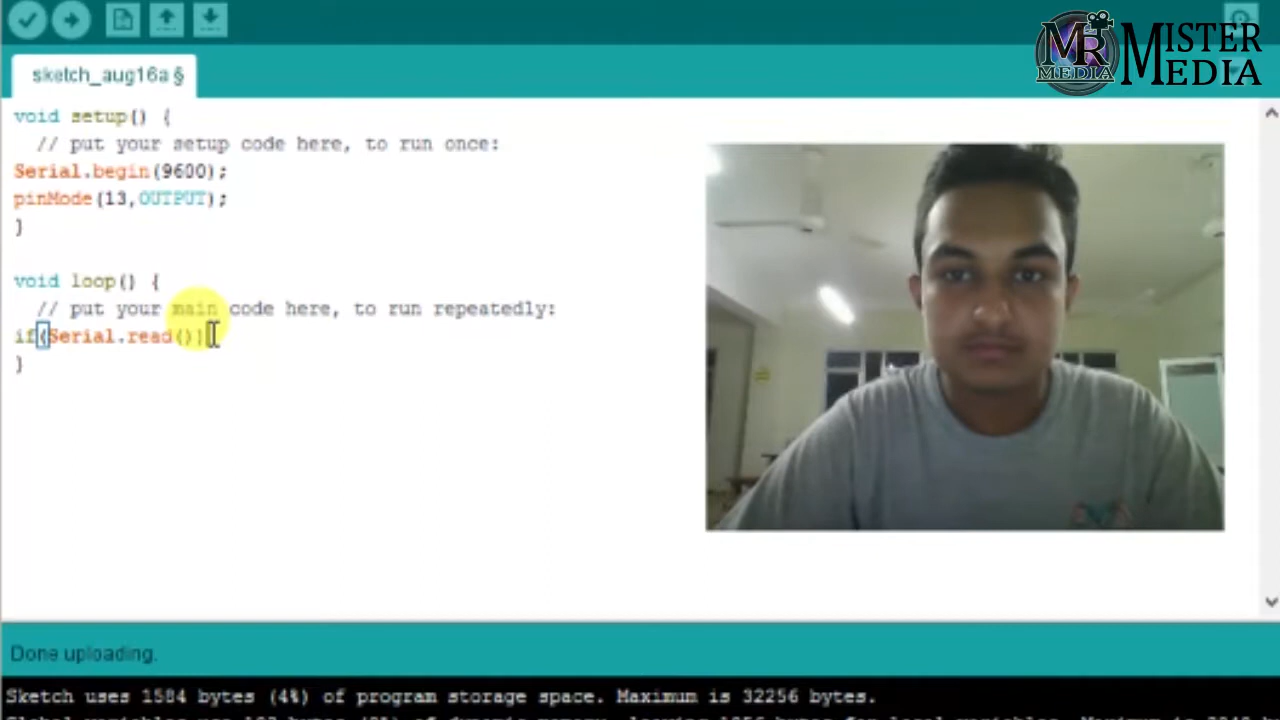 MR
MEDIA
MISTER
MEDIA
sketch_aug16a §
void setup() {
// put your setup code here, to run once:
Serial.begin(9600);
pinMode(13,OUTPUT);
}
void loop() {
// put your main code here, to run repeatedly:
if(Serial.read())
}
Done uploading.
Sketch uses 1584 bytes (4%) of program storage space. Maximum is 32256 bytes.